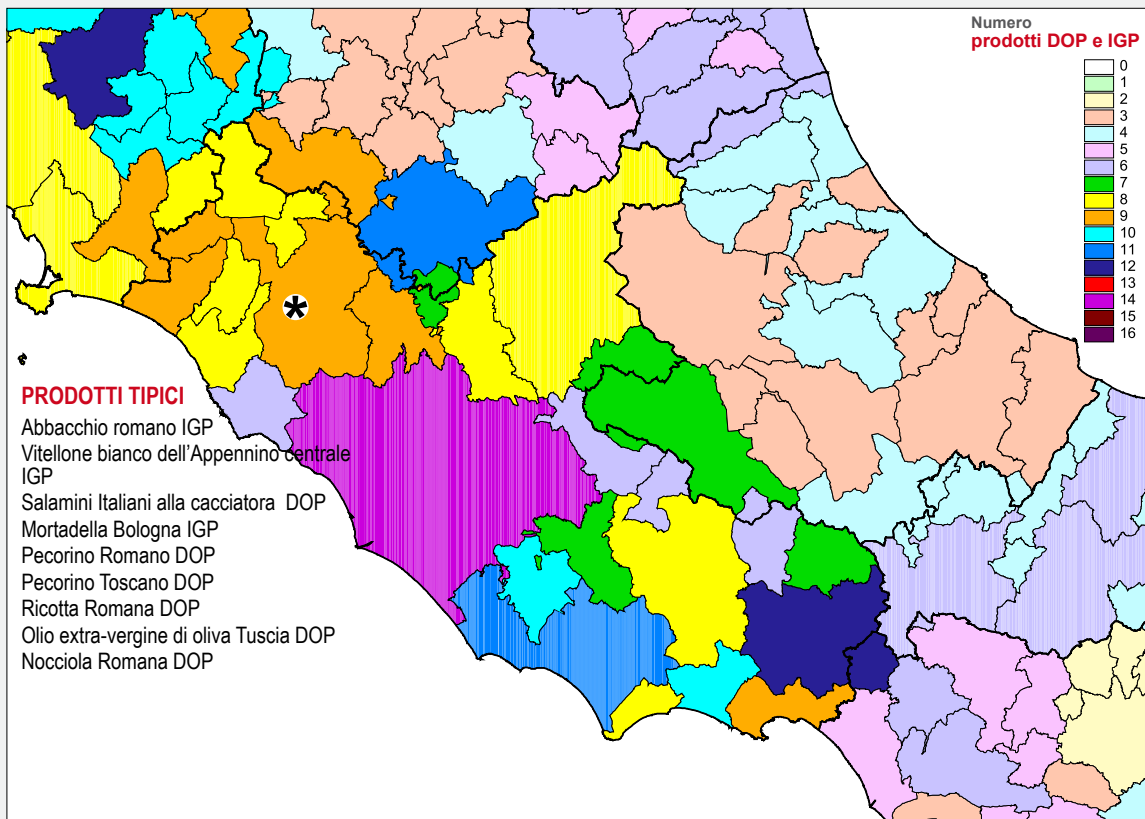 Numero
prodotti DOP e IGP
0
1
2
3
4
5
6
7
8
9
10
11
12
13
14
15
16
*
PRODOTTI TIPICI
Abbacchio romano IGP
Vitellone bianco dell'Appennino centrale
IGP
Salamini Italiani alla cacciatora DOP
Mortadella Bologna IGP
Pecorino Romano DOP
Pecorino Toscano DOP
Ricotta Romana DOP
Olio extra-vergine di oliva Tuscia DOP
Nocciola Romana DOP